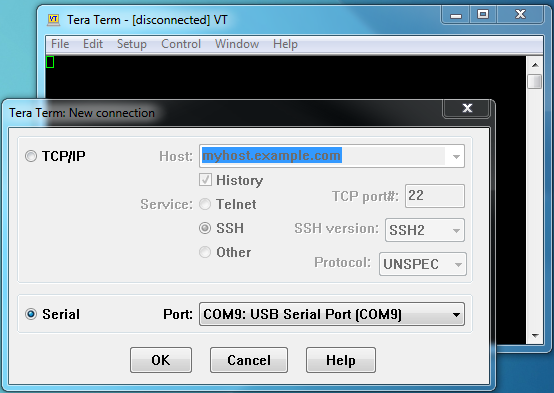 VT Tera Term - [disconnected] VT
File Edit Setup Control Window Help
Tera Term: New connection
TCP/IP Host: myhost.example.com
History
Service: Telnet TCP port#: 22
SSH SSH version: SSH2
Other Protocol: UNSPEC
Serial Port: COM9: USB Serial Port (COM9)
OK Cancel Help